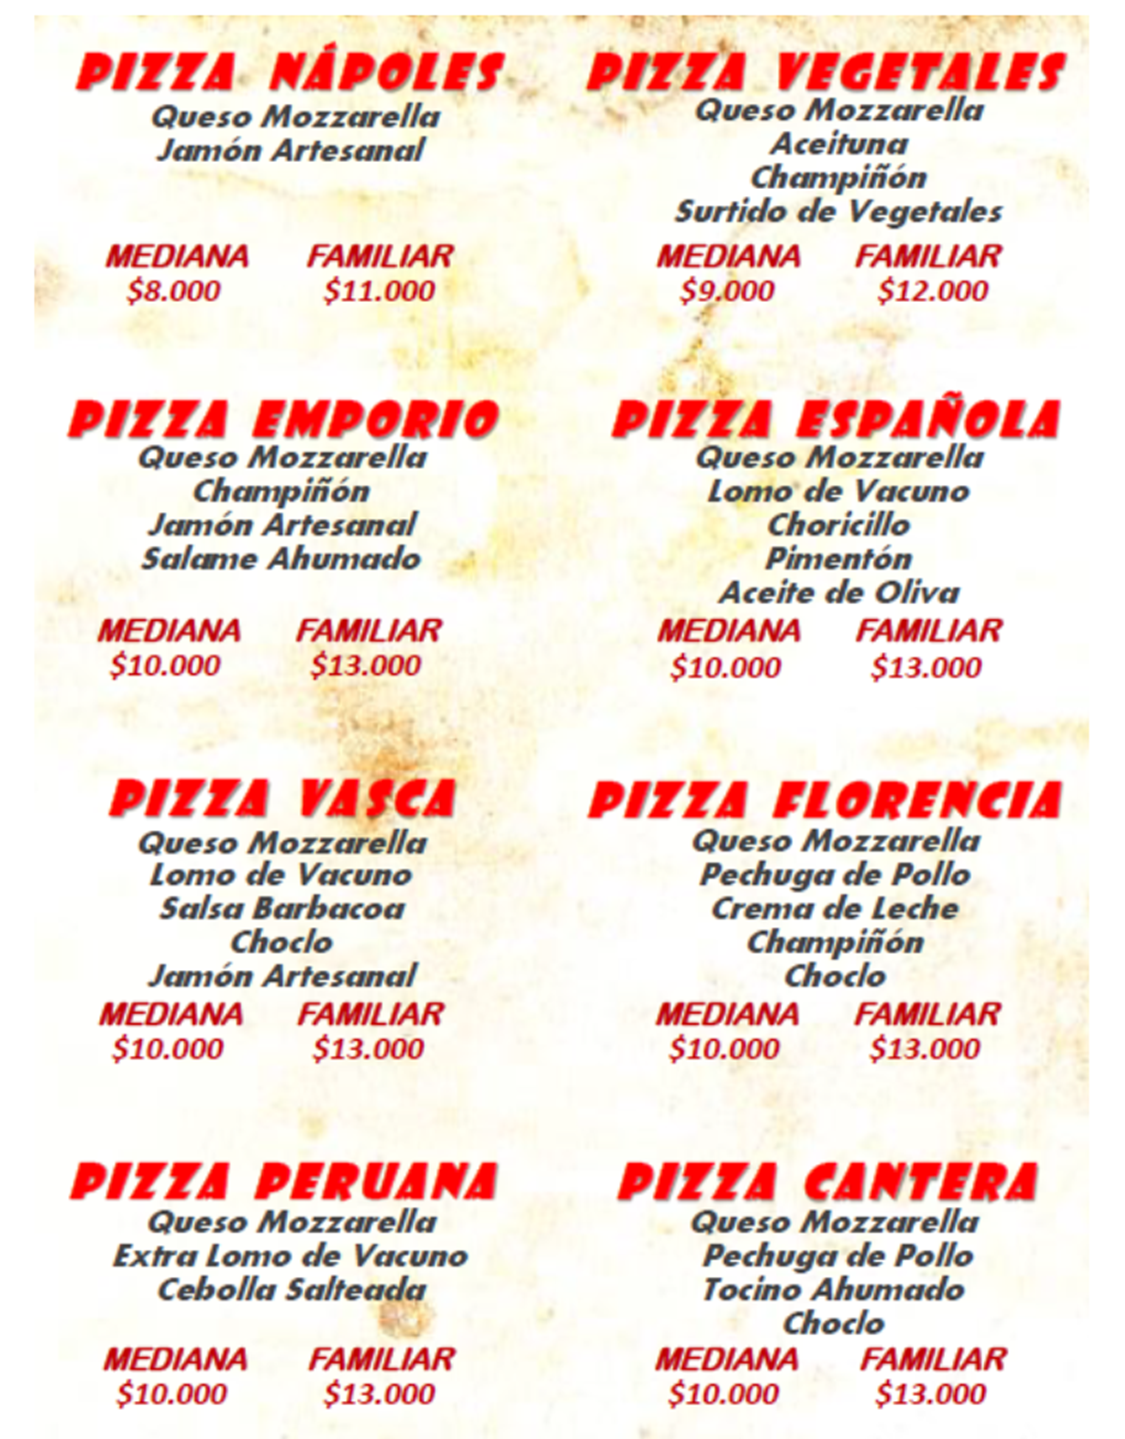 PIZZA NÁPOLES
Queso Mozzarella
Jamón Artesanal
MEDIANA FAMILIAR
$8.000 $11.000
PIZZA VEGETALES
Queso Mozzarella
Aceituna
Champiñón
Surtido de Vegetales
MEDIANA FAMILIAR
$9.000 $12.000
PIZZA EMPORIO
Queso Mozzarella
Champiñón
Jamón Artesanal
Salame Ahumado
MEDIANA FAMILIAR
$10.000 $13.000
PIZZA ESPAÑOLA
Queso Mozzarella
Lomo de Vacuno
Choricillo
Pimentón
Aceite de Oliva
MEDIANA FAMILIAR
$10.000 $13.000
PIZZA VASCA
Queso Mozzarella
Lomo de Vacuno
Salsa Barbacoa
Choclo
Jamón Artesanal
MEDIANA FAMILIAR
$10.000 $13.000
PIZZA FLORENCIA
Queso Mozzarella
Pechuga de Pollo
Crema de Leche
Champiñón
Choclo
MEDIANA FAMILIAR
$10.000 $13.000
PIZZA PERUANA
Queso Mozzarella
Extra Lomo de Vacuno
Cebolla Salteada
MEDIANA FAMILIAR
$10.000 $13.000
PIZZA CANTERA
Queso Mozzarella
Pechuga de Pollo
Tocino Ahumado
Choclo
MEDIANA FAMILIAR
$10.000 $13.000